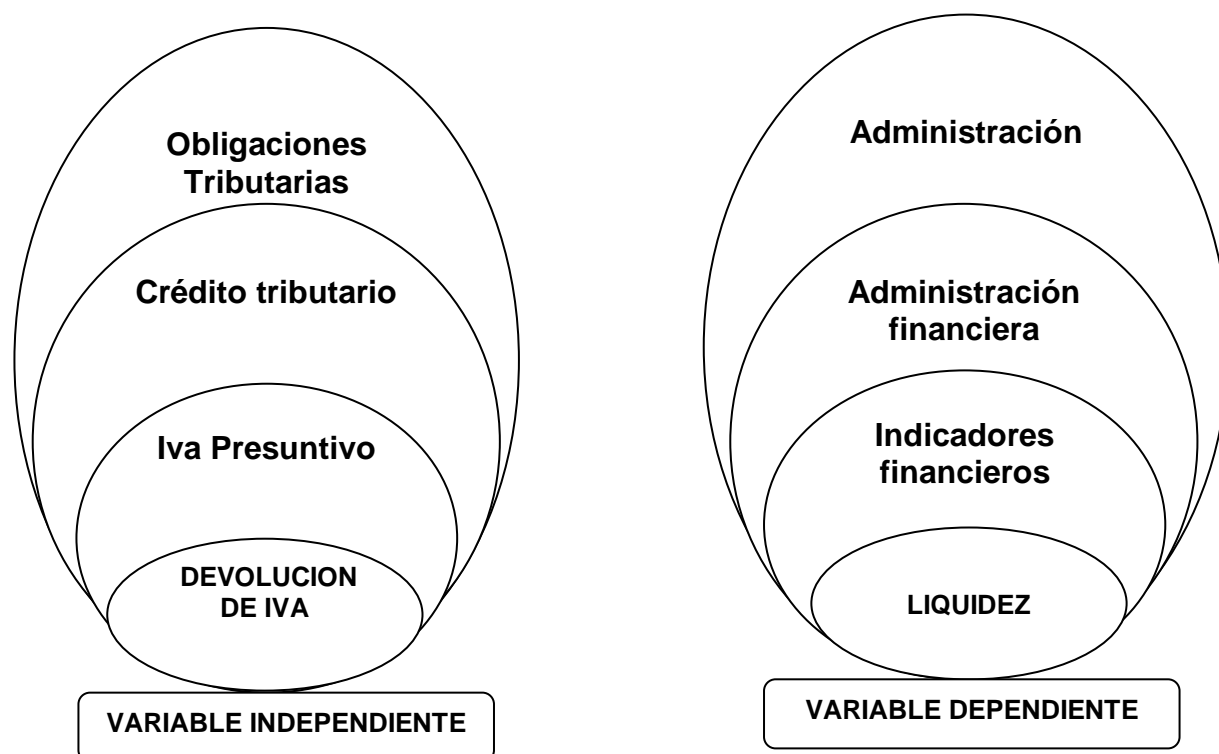 Obligaciones
Tributarias
Crédito tributario
Iva Presuntivo
DEVOLUCION
DE IVA
VARIABLE INDEPENDIENTE
Administración
Administración
financiera
Indicadores
financieros
LIQUIDEZ
VARIABLE DEPENDIENTE